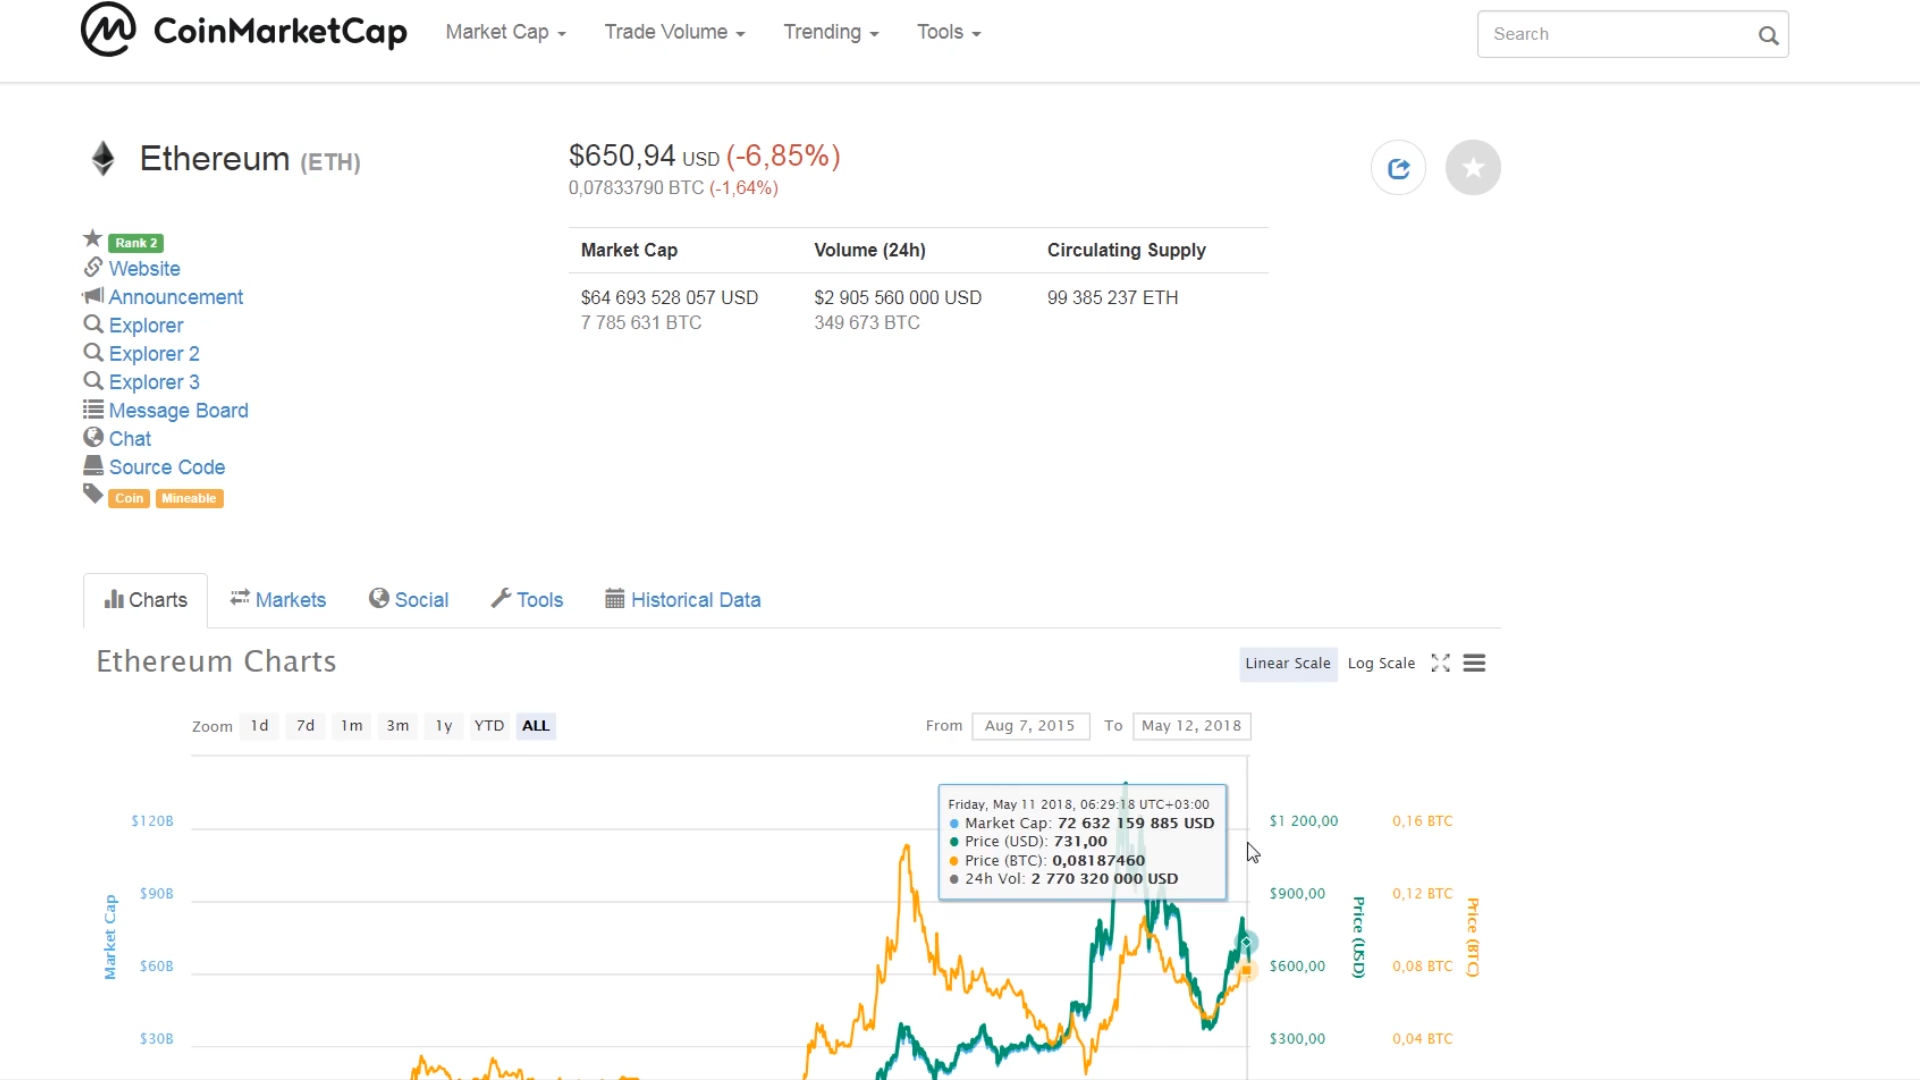 CoinMarketCap Market Cap Trade Volume Trending Tools Search
Ethereum (ETH)
$650,94 USD (-6,85%)
0,07833790 BTC (-1,64%)
Rank 2
Website
Announcement
Explorer
Explorer 2
Explorer 3
Message Board
Chat
Source Code
Coin Mineable
Market Cap Volume (24h) Circulating Supply
$64 693 528 057 USD $2 905 560 000 USD 99 385 237 ETH
7 785 631 BTC 349 673 BTC
Charts Markets Social Tools Historical Data
Ethereum Charts
Linear Scale Log Scale
Zoom 1d 7d 1m 3m 1y YTD ALL
From Aug 7, 2015 To May 12, 2018
Friday, May 11 2018, 06:29:18 UTC+03:00
Market Cap: 72 632 159 885 USD
Price (USD): 731,00
Price (BTC): 0,08187460
24h Vol: 2 770 320 000 USD
$120B $1 200,00 0,16 BTC
$90B $900,00 0,12 BTC
$60B $600,00 0,08 BTC
$30B $300,00 0,04 BTC
Market Cap
Price (USD)
Price (BTC)